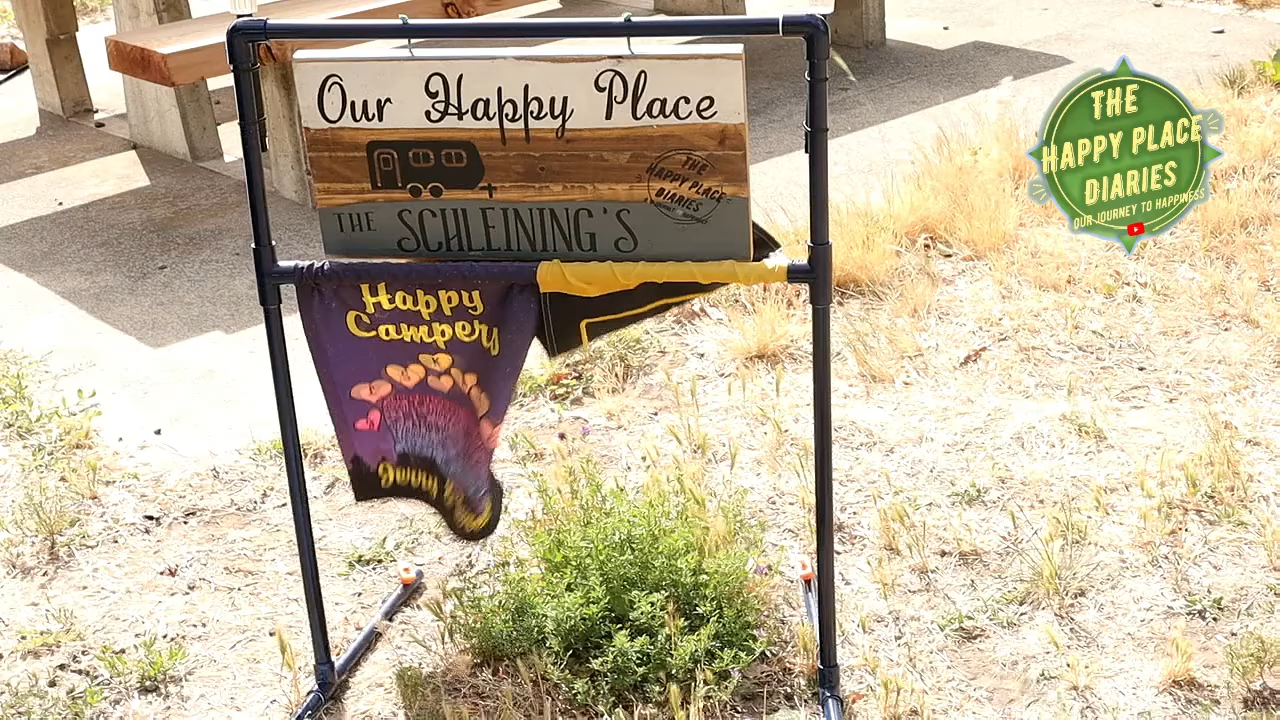 Our Happy Place
THE
HAPPY PLACE
DIARIES
THE SCHLEINING'S
Happy
Campers
THE
HAPPY PLACE
DIARIES
OUR JOURNEY TO HAPPINESS